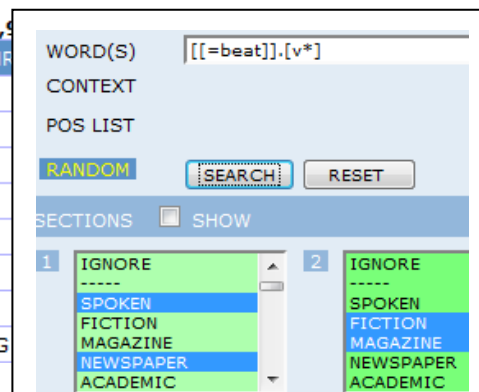 WORD(S) [[=beat]].[v*]
CONTEXT
POS LIST
RANDOM SEARCH RESET
SECTIONS SHOW
1 IGNORE 2 IGNORE
----- -----
SPOKEN SPOKEN
FICTION FICTION
MAGAZINE MAGAZINE
NEWSPAPER NEWSPAPER
ACADEMIC ACADEMIC